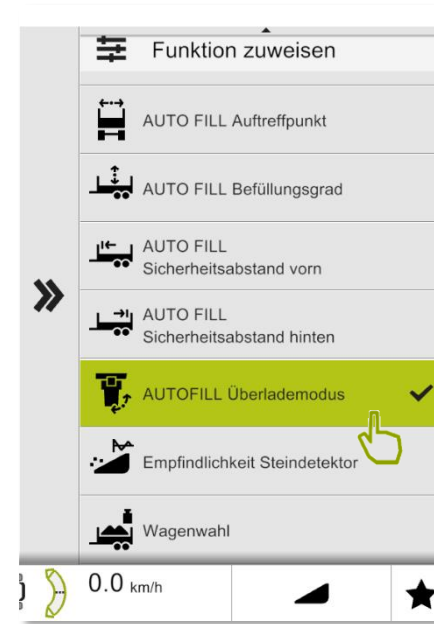 Funktion zuweisen
AUTO FILL Auftreffpunkt
AUTO FILL Befüllungsgrad
AUTO FILL
Sicherheitsabstand vorn
AUTO FILL
Sicherheitsabstand hinten
AUTOFILL Überlademodus
Empfindlichkeit Steindetektor
Wagenwahl
0.0 km/h